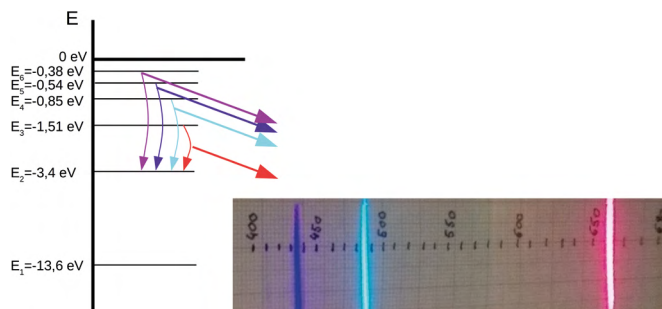 E
0 eV
E₆=-0,38 eV
E₅=-0,54 eV
E₄=-0,85 eV
E₃=-1,51 eV
E₂=-3,4 eV
E₁=-13,6 eV
400 450 500 550 600 650